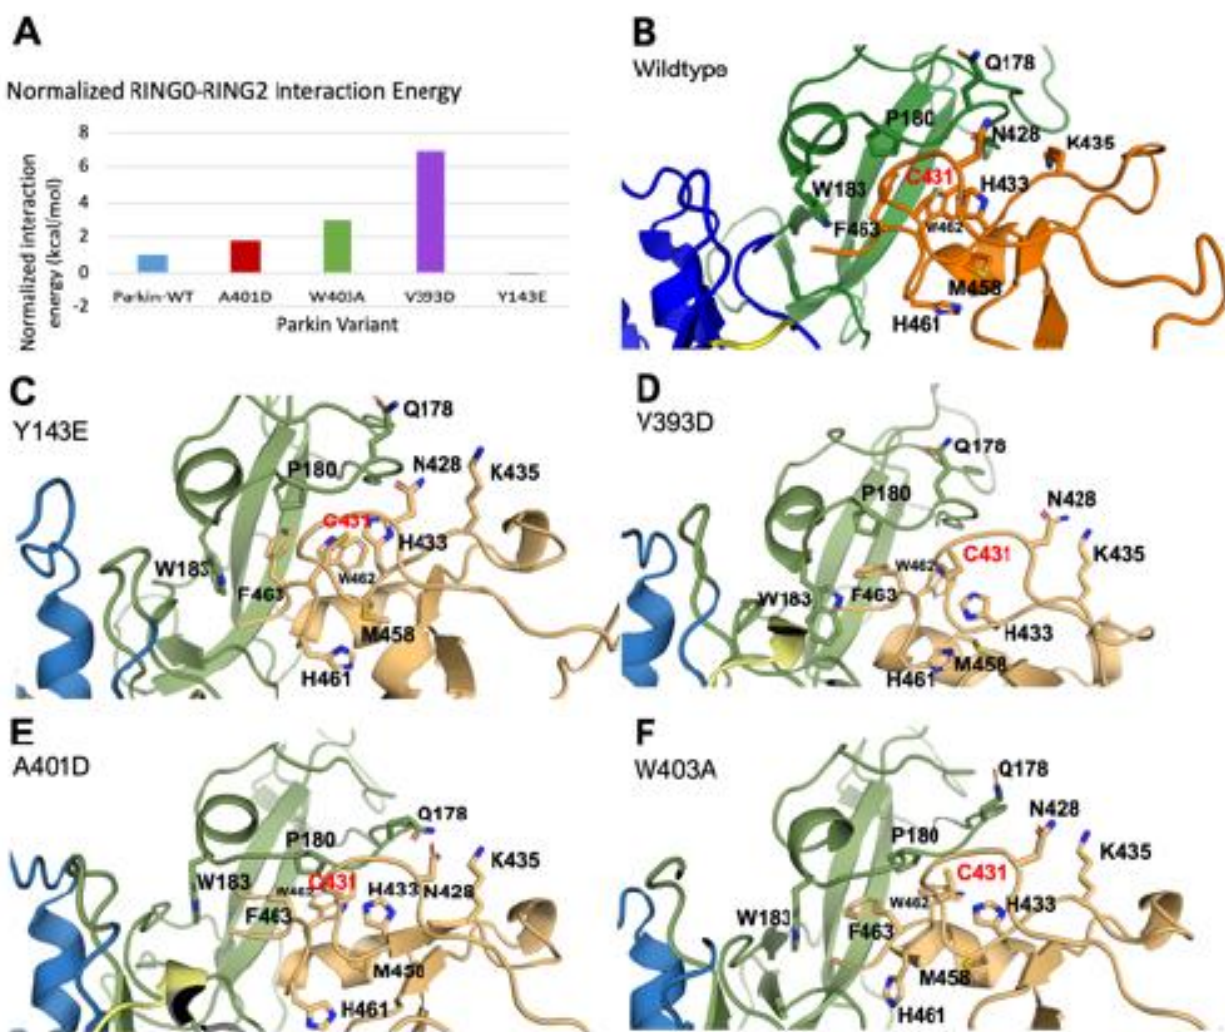 A
Normalized RING0-RING2 Interaction Energy
Normalized interaction
energy (kcal/mol)
8
6
4
2
0
-2
Parkin-WT A401D W403A V393D Y143E
Parkin Variant
B
Wildtype
Q178
P180
N428
K435
C431
H433
W183
F463
W462
M458
H461
C
Y143E
Q178
P180
N428
K435
C431
H433
W183
W462
F463
M458
H461
D
V393D
Q178
P180
N428
C431
K435
W462
W183
F463
H433
H461
M458
E
A401D
Q178
P180
K435
W183
W462
C431
H433
N428
F463
M458
H461
F
W403A
Q178
N428
P180
K435
C431
W462
H433
W183
F463
M458
H461